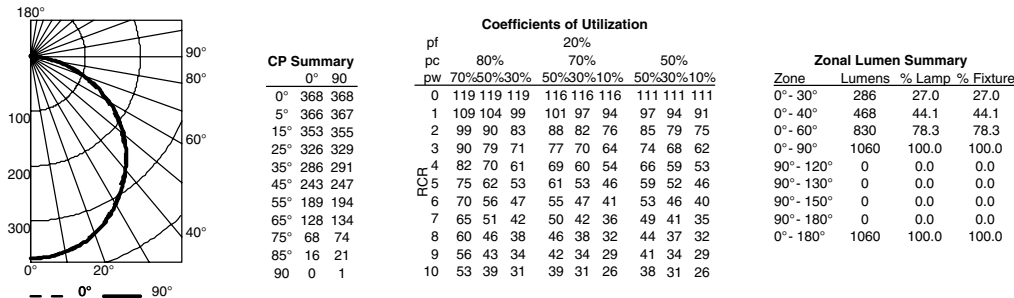 180°
90°
80°
100
60°
200
300
40°
0° 20°
0° 90°
CP Summary
0° 90
0° 368 368
5° 366 367
15° 353 355
25° 326 329
35° 286 291
45° 243 247
55° 189 194
65° 128 134
75° 68 74
85° 16 21
90 0 1
Coefficients of Utilization
pf 20%
pc 80% 70% 50%
pw 70%50%30% 50%30%10% 50%30%10%
RCR
0 119 119 119 116 116 116 111 111 111
1 109 104 99 101 97 94 97 94 91
2 99 90 83 88 82 76 85 79 75
3 90 79 71 77 70 64 74 68 62
4 82 70 61 69 60 54 66 59 53
5 75 62 53 61 53 46 59 52 46
6 70 56 47 55 47 41 53 46 40
7 65 51 42 50 42 36 49 41 35
8 60 46 38 46 38 32 44 37 32
9 56 43 34 42 34 29 41 34 29
10 53 39 31 39 31 26 38 31 26
Zonal Lumen Summary
Zone Lumens % Lamp % Fixture
0°- 30° 286 27.0 27.0
0°- 40° 468 44.1 44.1
0°- 60° 830 78.3 78.3
0°- 90° 1060 100.0 100.0
90°- 120° 0 0.0 0.0
90°- 130° 0 0.0 0.0
90°- 150° 0 0.0 0.0
90°- 180° 0 0.0 0.0
0°- 180° 1060 100.0 100.0